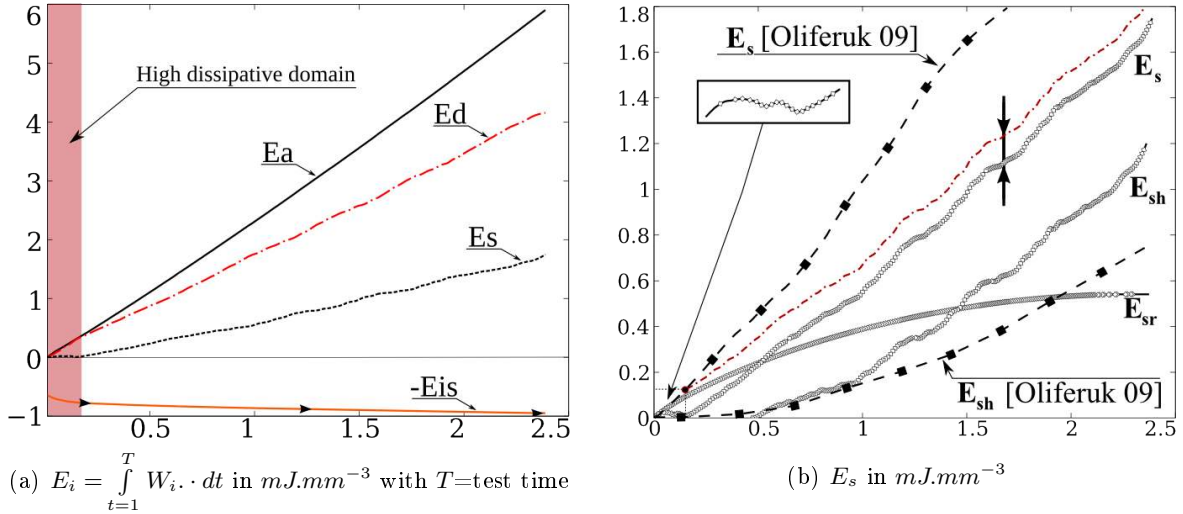 6
5
4
3
2
1
0
−1
High dissipative domain
Ea
Ed
Es
-Eis
0.5
1
1.5
2
2.5
(a) E_i = ∫_{t=1}^{T} W_i. · dt in mJ.mm^{−3} with T=test time
1.8
1.6
1.4
1.2
1
0.8
0.6
0.4
0.2
0
E_s [Oliferuk 09]
E_s
E_sh
E_sr
E_sh [Oliferuk 09]
0
0.5
1
1.5
2
2.5
(b) E_s in mJ.mm^{−3}